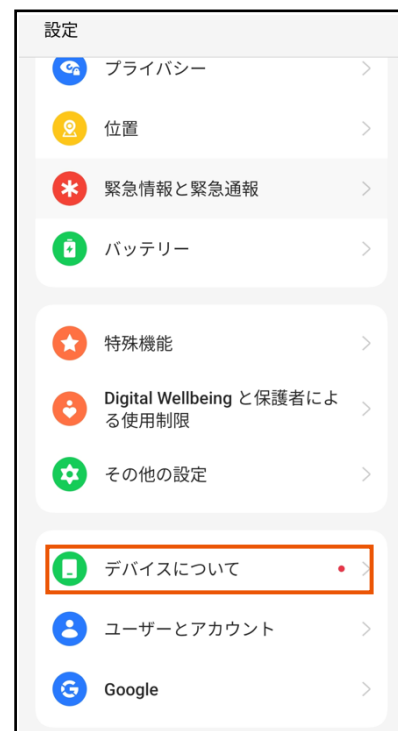 設定
プライバシー
位置
緊急情報と緊急通報
バッテリー
特殊機能
Digital Wellbeing と保護者によ
る使用制限
その他の設定
デバイスについて
ユーザーとアカウント
Google